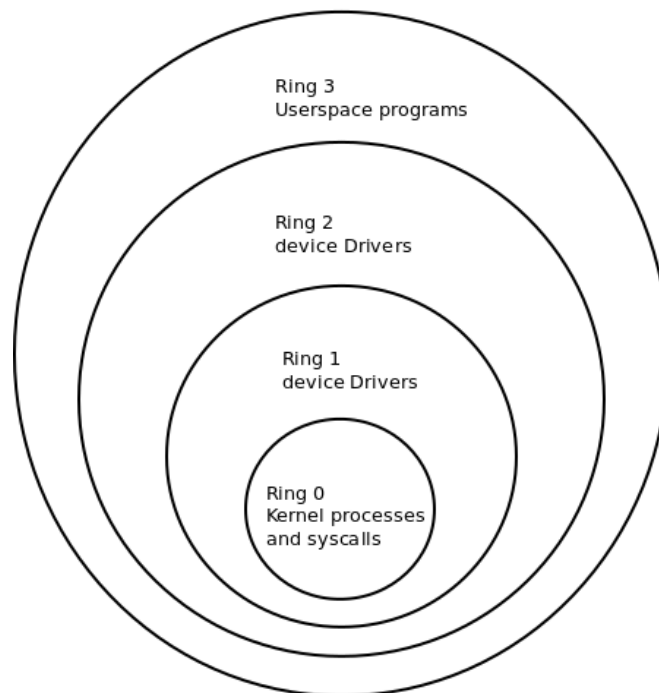 Ring 3
Userspace programs
Ring 2
device Drivers
Ring 1
device Drivers
Ring 0
Kernel processes
and syscalls